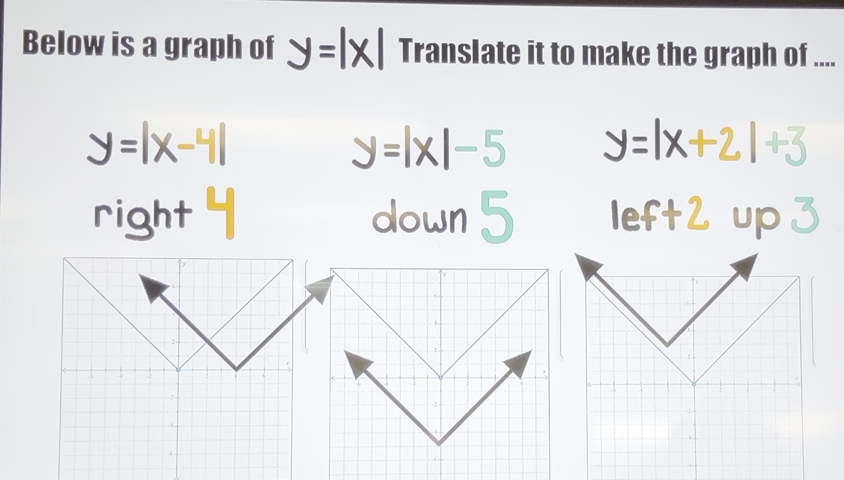 Below is a graph of y=|x| Translate it to make the graph of ....
y=|x-4| y=|x|-5 y=|x+2|+3
right 4 down 5 left 2 up 3